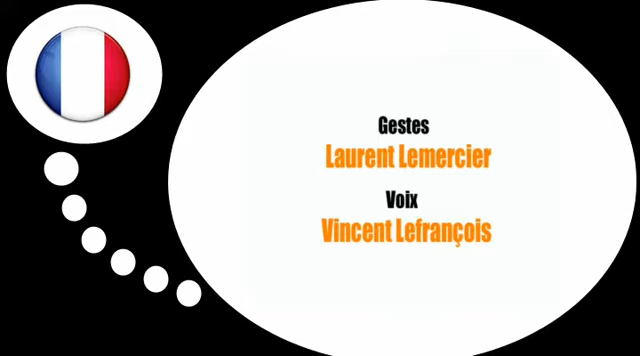 Gestes
Laurent Lemercier
Voix
Vincent Lefrançois